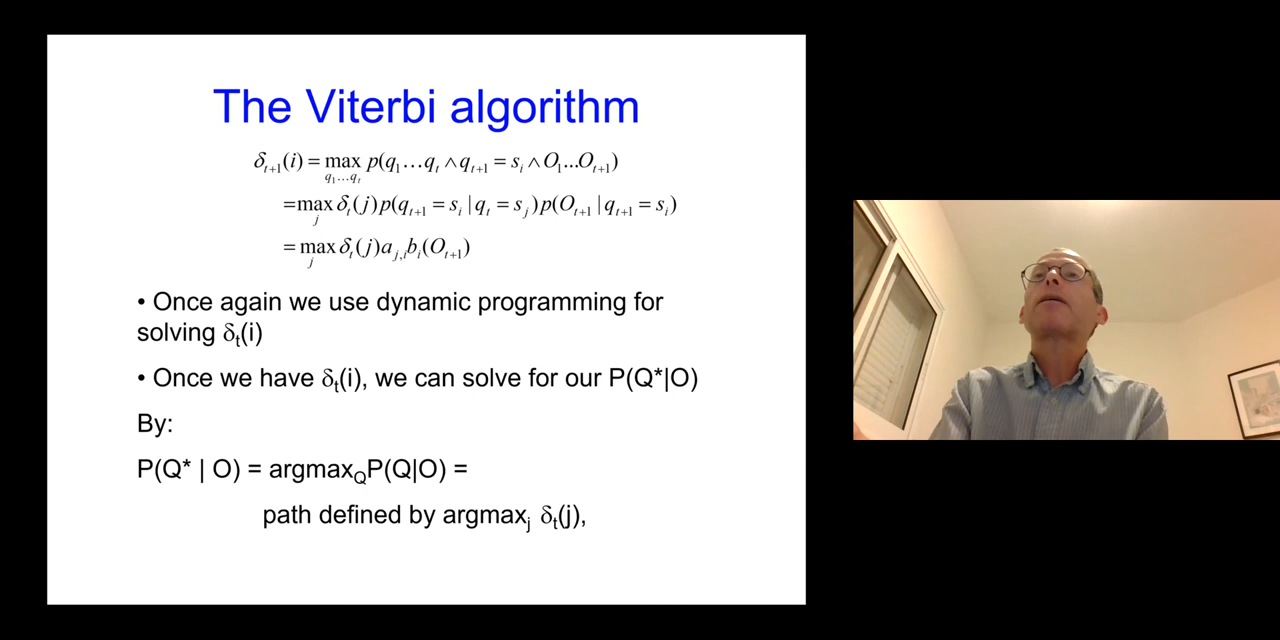 The Viterbi algorithm
δt+1(i) = max q1…qt p(q1…qt ∧ qt+1 = si ∧ O1…Ot+1)
=max j δt(j)p(qt+1 = si | qt = sj)p(Ot+1 | qt+1 = si)
= max j δt(j)aj,ibi(Ot+1)
• Once again we use dynamic programming for
solving δt(i)
• Once we have δt(i), we can solve for our P(Q*|O)
By:
P(Q* | O) = argmaxQP(Q|O) =
path defined by argmaxj δt(j),